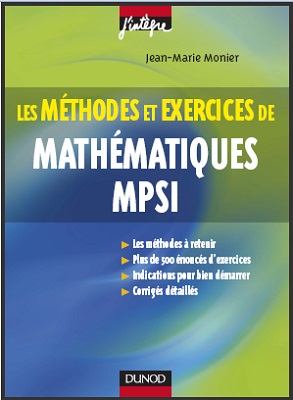 j'intègre
Jean-Marie Monier
LES MÉTHODES ET EXERCICES DE
MATHÉMATIQUES
MPSI
Les méthodes à retenir
Plus de 500 énoncés d'exercices
Indications pour bien démarrer
Corrigés détaillés
DUNOD